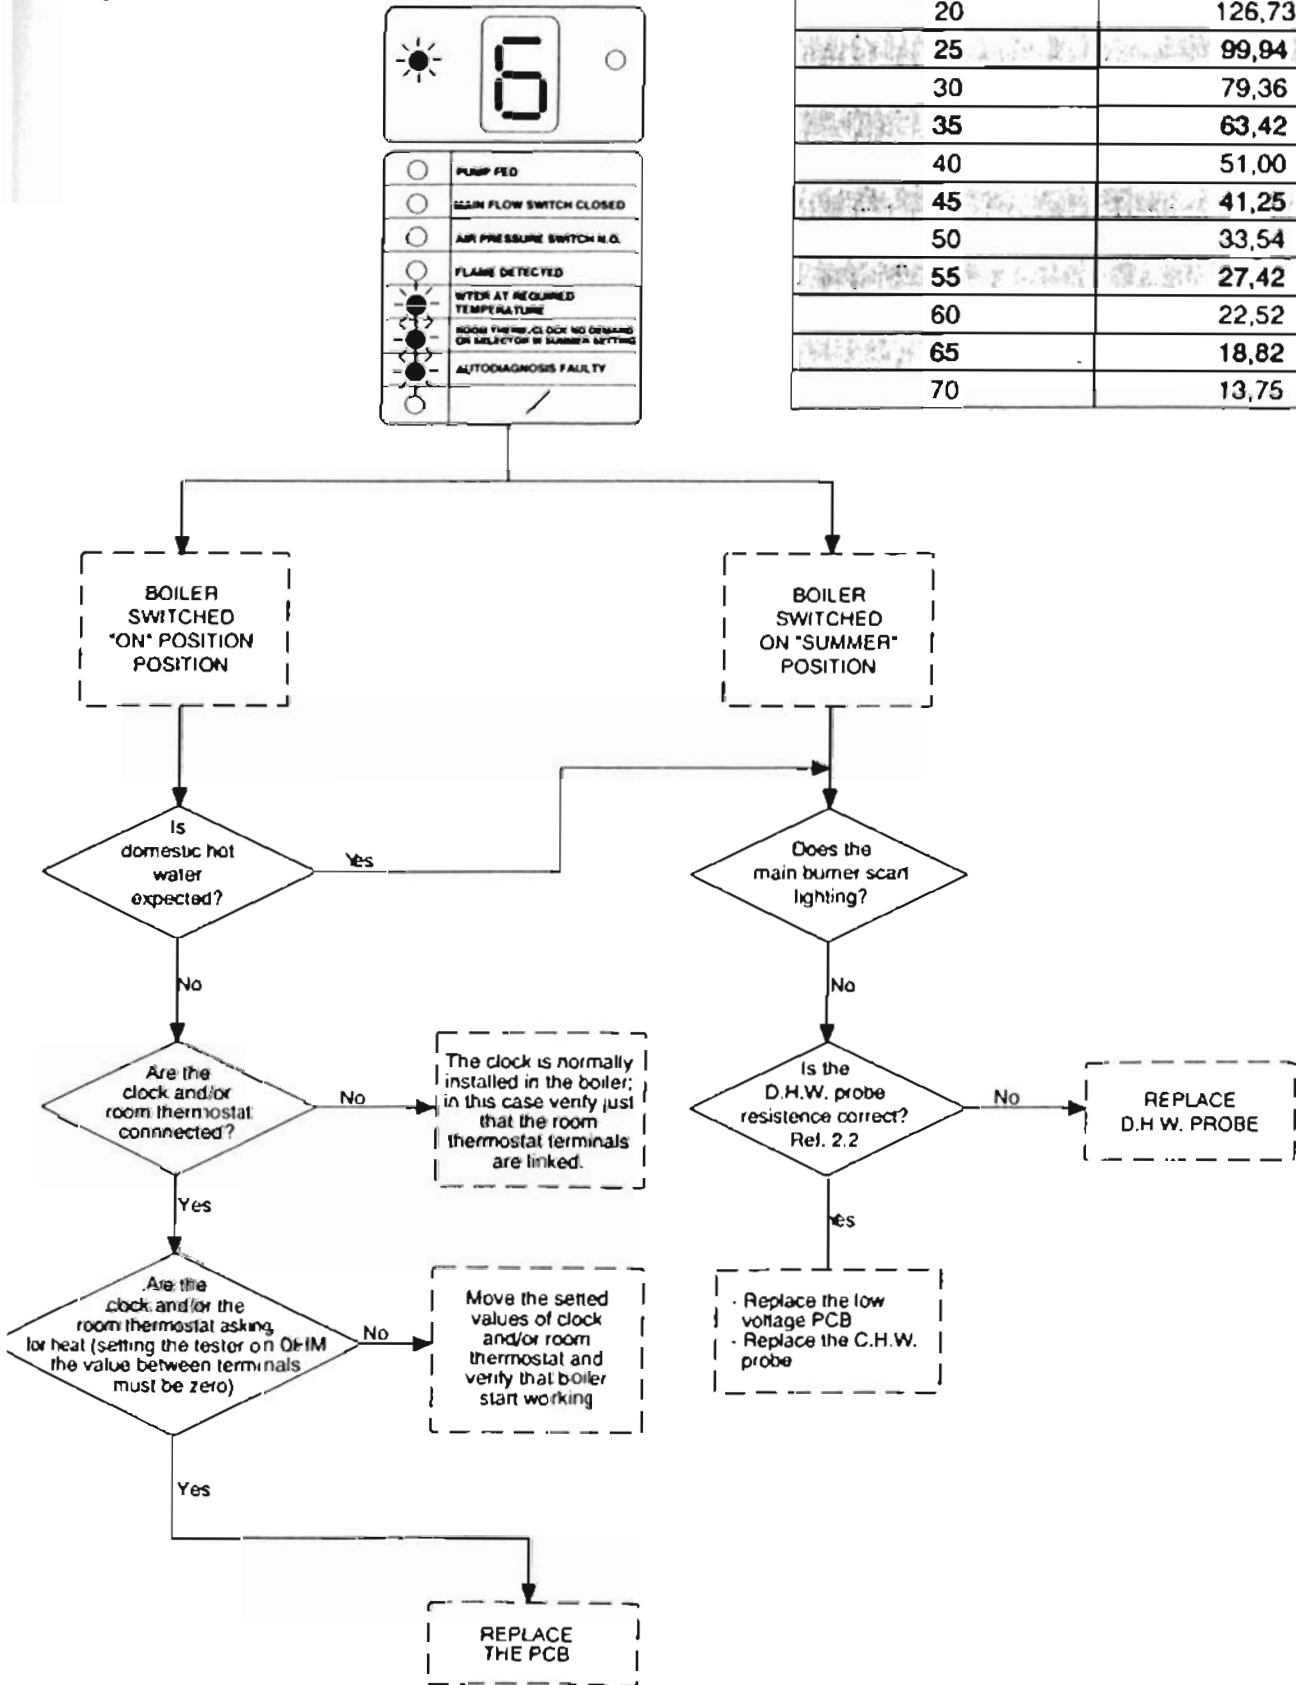 6
PUMP FED
MAIN FLOW SWITCH CLOSED
AIR PRESSURE SWITCH N.O.
FLAME DETECTED
WTER AT REQUIRED
TEMPERATURE
ROOM THERM./CLOCK NO DEMAND
OR SELECTOR IN SUMMER SETTING
AUTODIAGNOSIS FAULTY
20 126,73
25 99,94
30 79,36
35 63,42
40 51,00
45 41,25
50 33,54
55 27,42
60 22,52
65 18,82
70 13,75
BOILER
SWITCHED
"ON" POSITION
POSITION
BOILER
SWITCHED
ON "SUMMER"
POSITION
Is
domestic hot
water
expected?
Yes
Does the
main burner scart
lighting?
No
No
Are the
clock and/or
room thermostat
connnected?
No
The clock is normally
installed in the boiler;
in this case verify just
that the room
thermostat terminals
are linked.
Is the
D.H.W. probe
resistence correct?
Ref. 2.2
No
REPLACE
D.H W. PROBE
Yes
Yes
Are the
clock and/or the
room thermostat asking
for heat (setting the tester on OHM
the value between terminals
must be zero)
No
Move the setted
values of clock
and/or room
thermostat and
verify that boiler
start working
- Replace the low
voltage PCB
- Replace the C.H.W.
probe
Yes
REPLACE
THE PCB